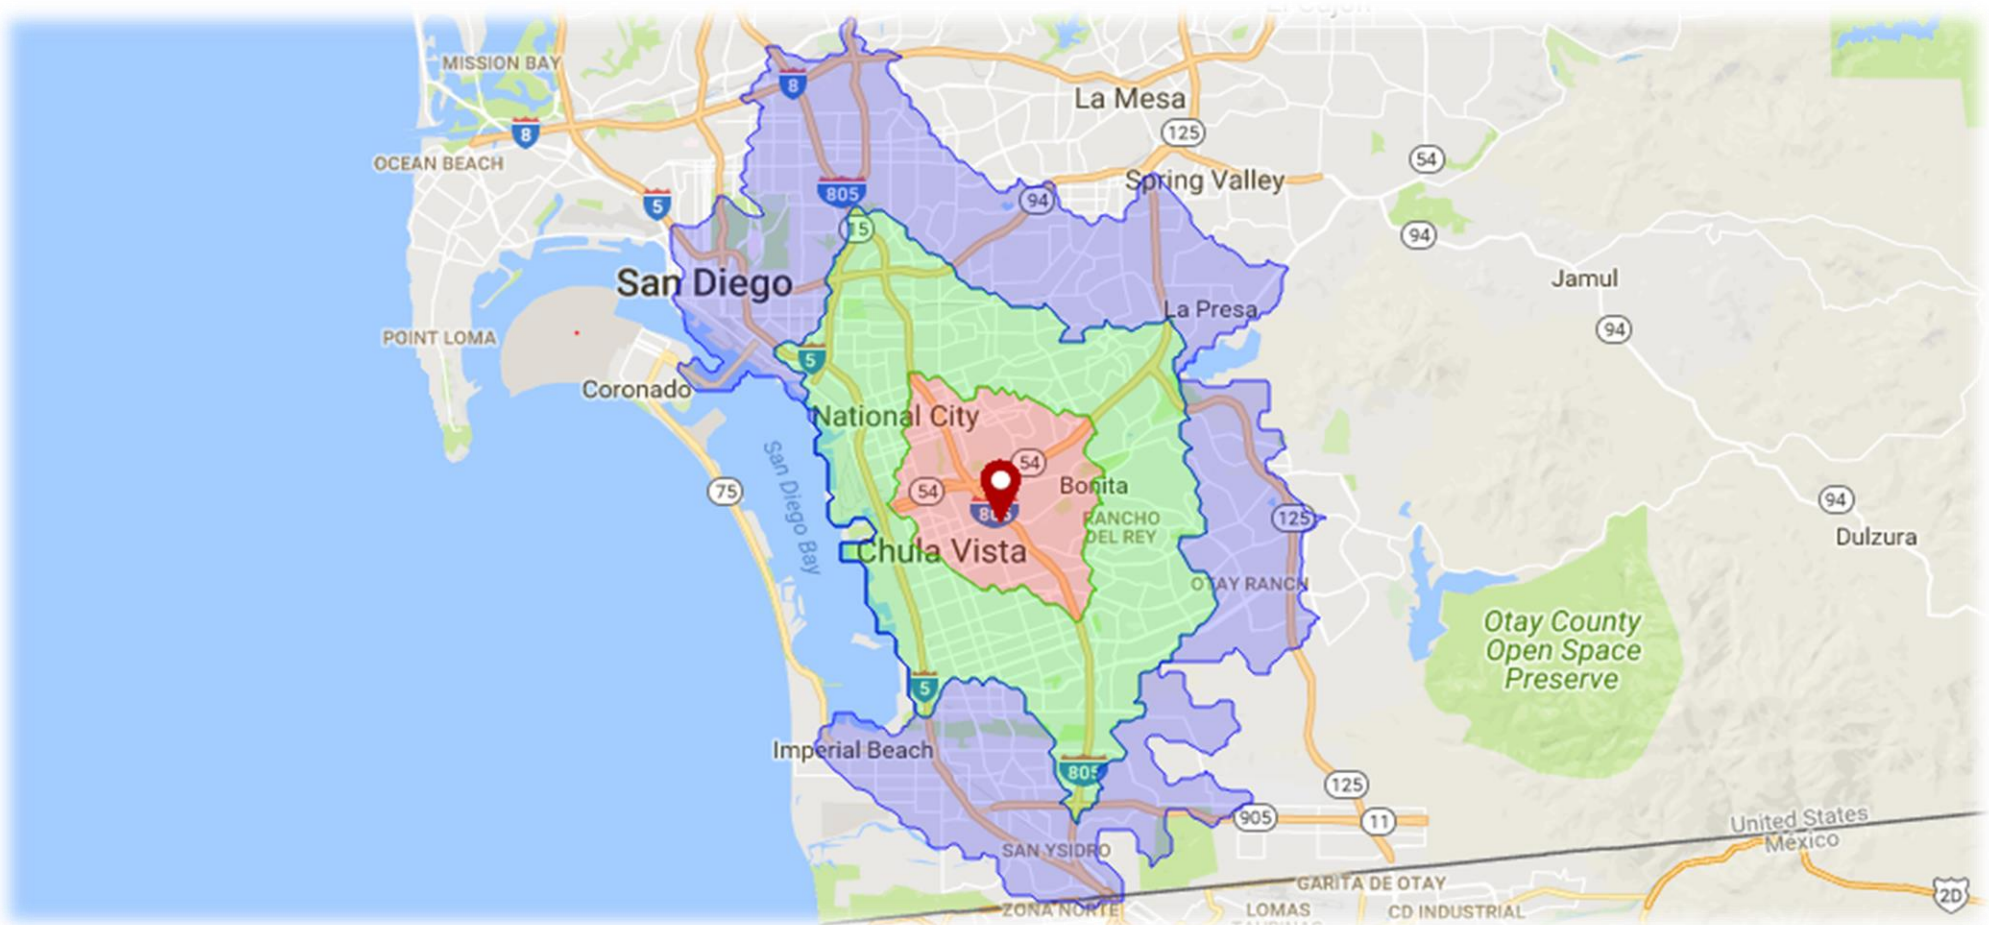 El Cajon
MISSION BAY
8
La Mesa
8
125
OCEAN BEACH
54
805
Spring Valley
94
5
15
94
San Diego
Jamul
La Presa
94
POINT LOMA
5
Coronado
National City
San Diego Bay
54
75
54
Bonita
94
805
125
RANCHO
DEL REY
Dulzura
Chula Vista
OTAY RANCH
Otay County
Open Space
Preserve
5
Imperial Beach
805
125
905
11
United States
México
SAN YSIDRO
GARITA DE OTAY
2D
ZONA NORTE
LOMAS
CD INDUSTRIAL